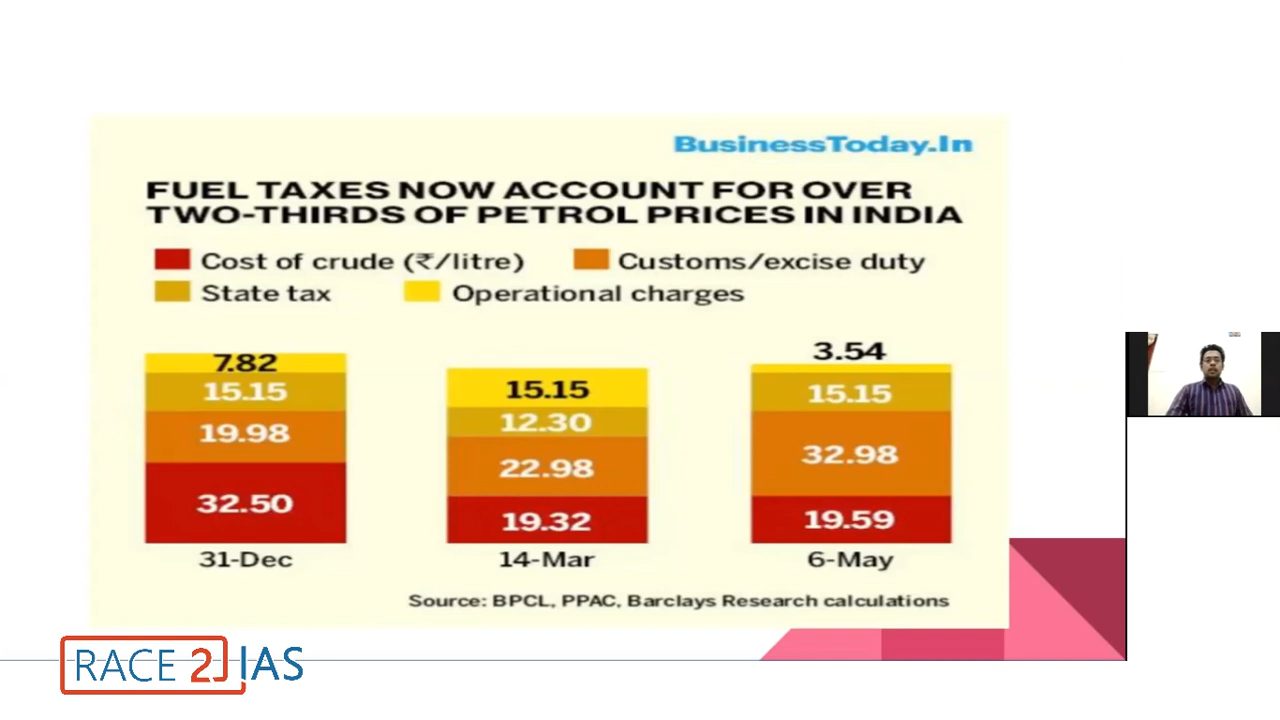 BusinessToday.In
FUEL TAXES NOW ACCOUNT FOR OVER
TWO-THIRDS OF PETROL PRICES IN INDIA
Cost of crude (₹/litre) Customs/excise duty
State tax Operational charges
7.82
15.15
19.98
32.50
31-Dec
15.15
12.30
22.98
19.32
14-Mar
3.54
15.15
32.98
19.59
6-May
Source: BPCL, PPAC, Barclays Research calculations
RACE 2 IAS